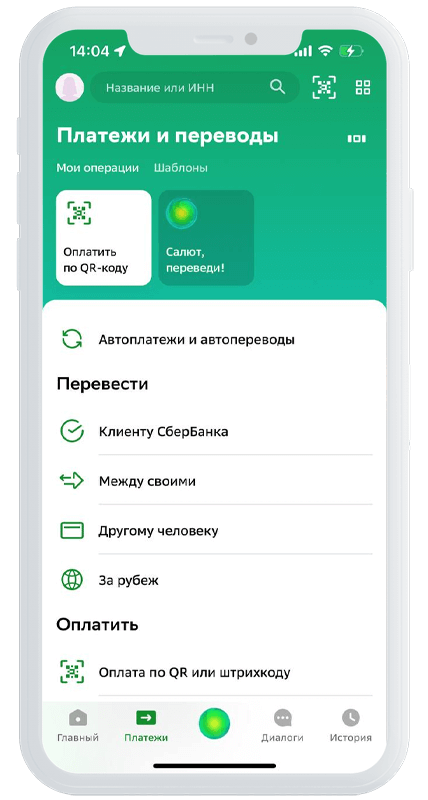 14:04
Название или ИНН
Платежи и переводы
Мои операции Шаблоны
Оплатить
по QR-коду
Салют,
переведи!
Автоплатежи и автопереводы
Перевести
Клиенту СберБанка
Между своими
Другому человеку
За рубеж
Оплатить
Оплата по QR или штрихкоду
Главный Платежи Диалоги История